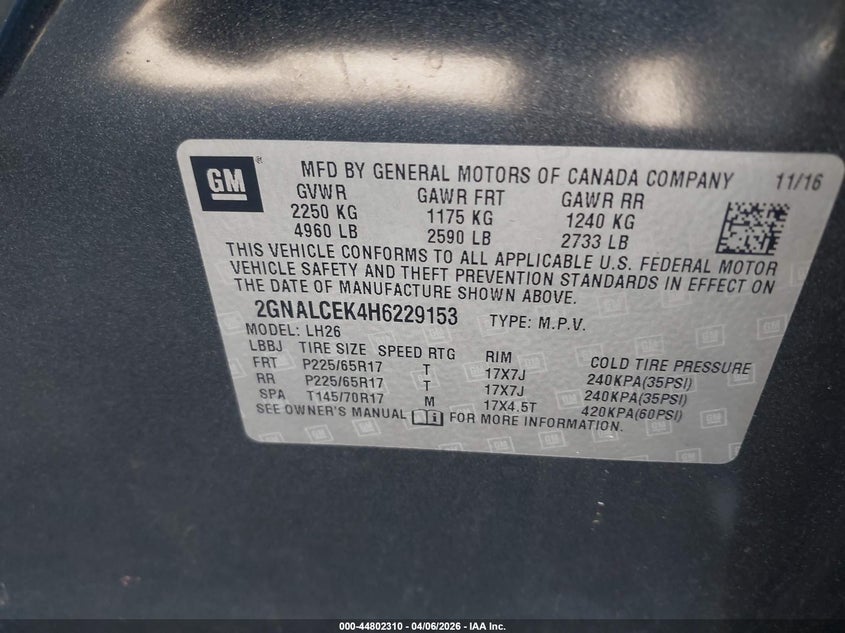 GM® MFD BY GENERAL MOTORS OF CANADA COMPANY 11/16
GVWR GAWR FRT GAWR RR
2250 KG 1175 KG 1240 KG
4960 LB 2590 LB 2733 LB
THIS VEHICLE CONFORMS TO ALL APPLICABLE U.S. FEDERAL MOTOR
VEHICLE SAFETY AND THEFT PREVENTION STANDARDS IN EFFECT ON
THE DATE OF MANUFACTURE SHOWN ABOVE.
2GNALCEK4H6229153 TYPE: M.P.V.
MODEL: LH26
LBBJ TIRE SIZE SPEED RTG RIM COLD TIRE PRESSURE
FRT P225/65R17 T 17X7J 240KPA(35PSI)
RR P225/65R17 T 17X7J 240KPA(35PSI)
SPA T145/70R17 M 17X4.5T 420KPA(60PSI)
SEE OWNER'S MANUAL FOR MORE INFORMATION.
000-44802310 - 04/06/2026 - IAA Inc.